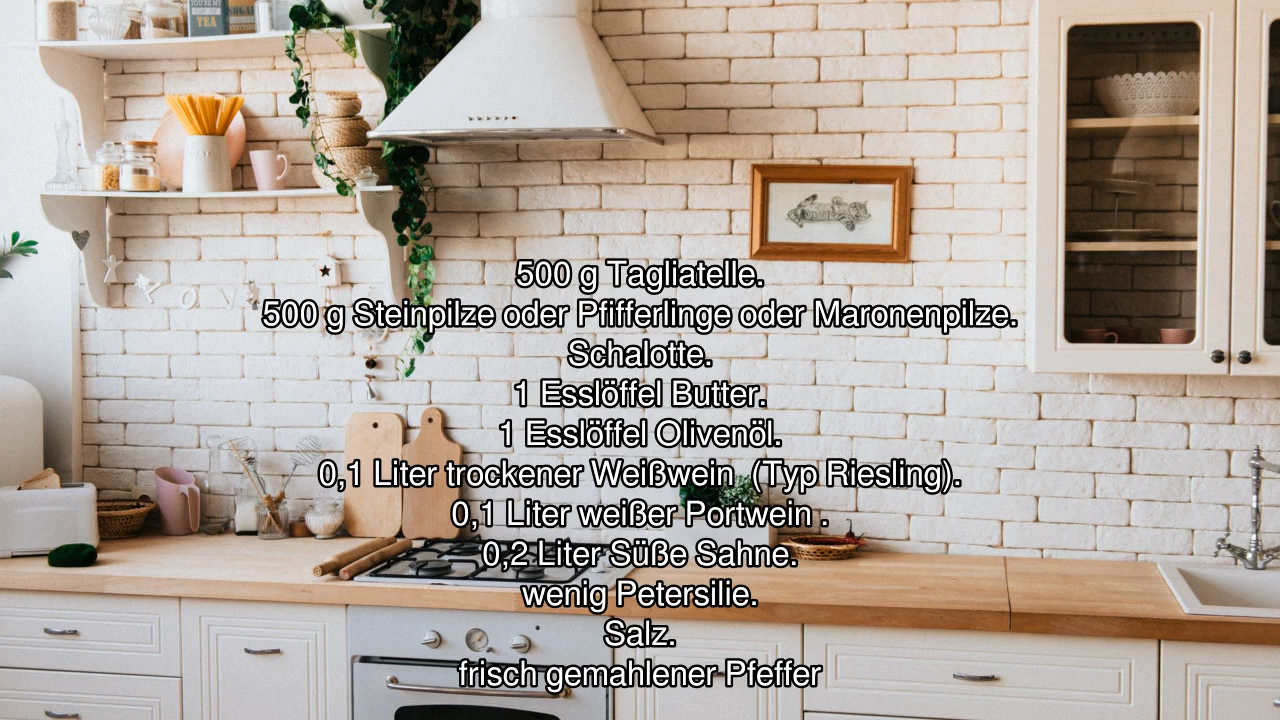 TEA
500 g Tagliatelle.
500 g Steinpilze oder Pfifferlinge oder Maronenpilze.
Schalotte.
1 Esslöffel Butter.
1 Esslöffel Olivenöl.
0,1 Liter trockener Weißwein  (Typ Riesling).
0,1 Liter weißer Portwein .
0,2 Liter Süße Sahne.
wenig Petersilie.
Salz.
frisch gemahlener Pfeffer